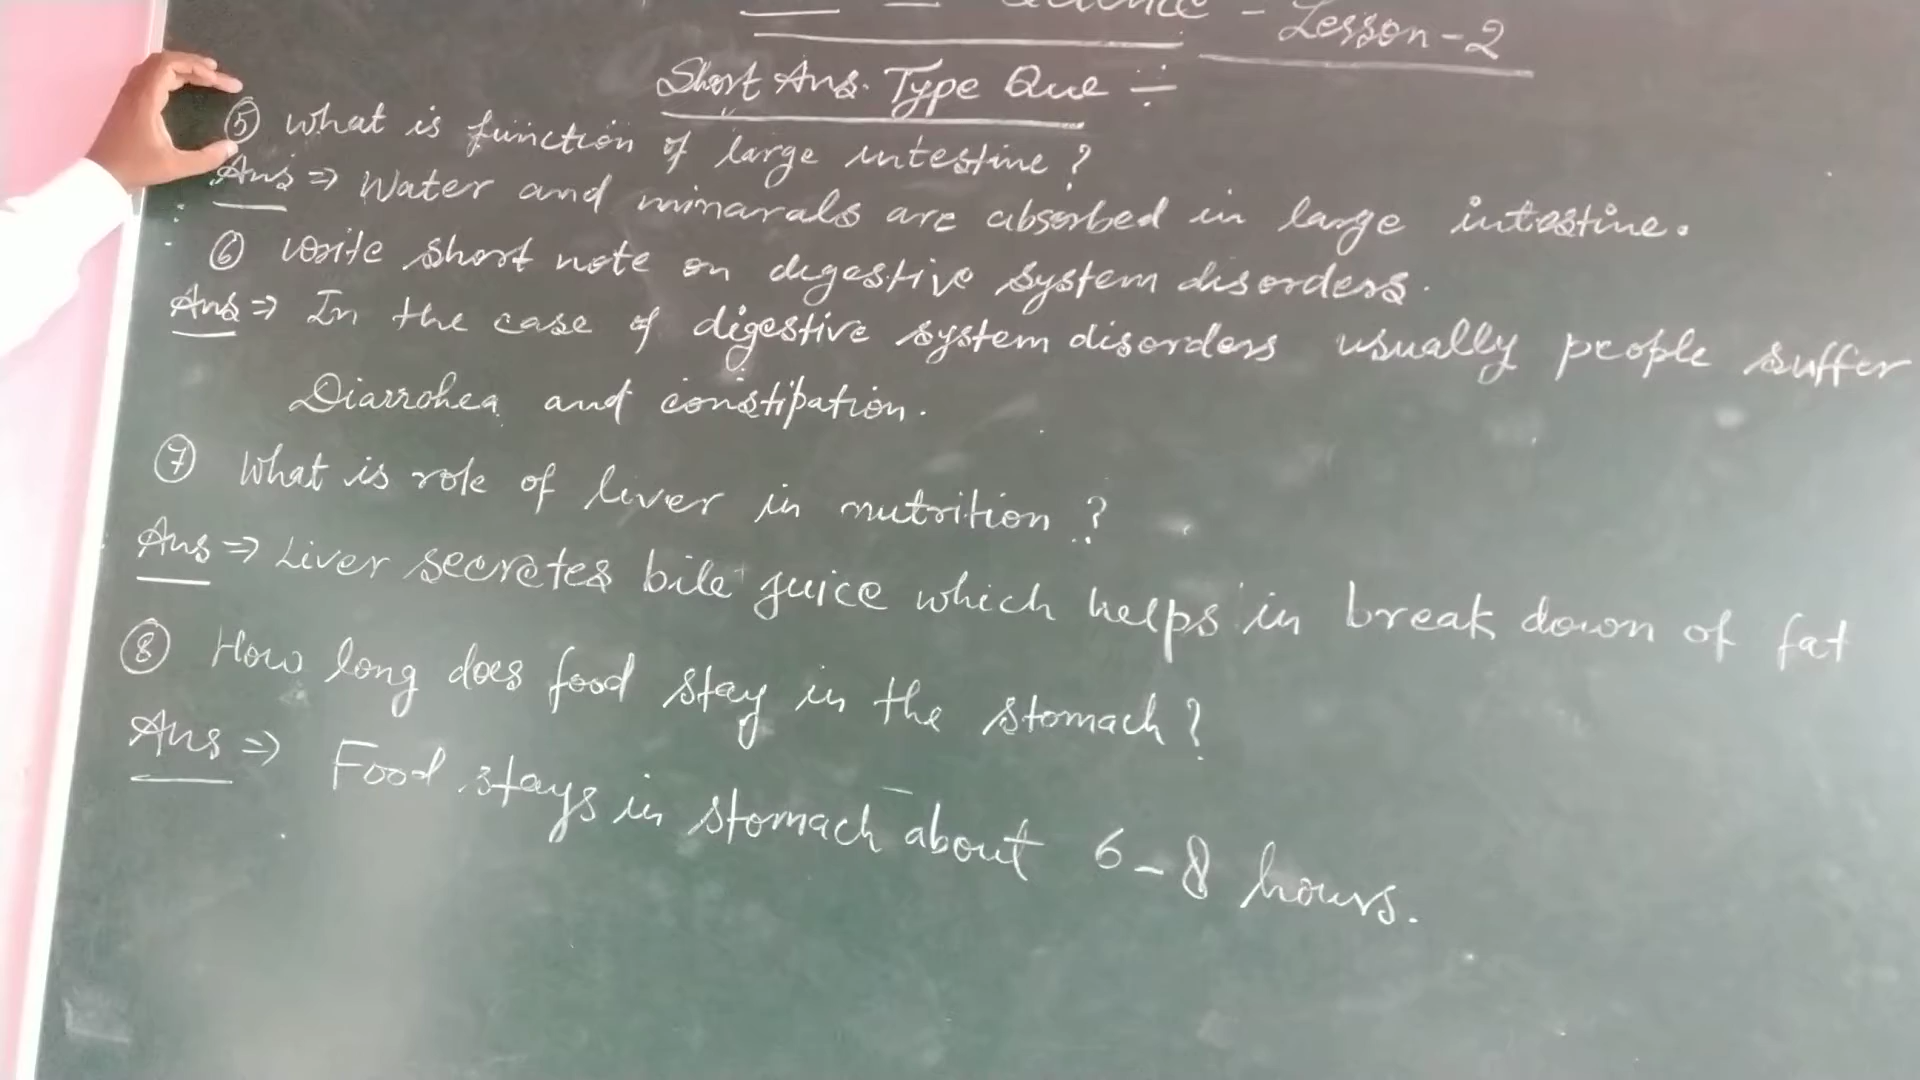 Science - Lesson-2
Short Ans. Type Que :-
⑤ What is function of large intestine?
Ans ⇒ Water and minarals are absorbed in large intestine.
⑥ Write short note on digestive system disorders.
Ans ⇒ In the case of digestive system disorders usually people suffer
Diarrohea and constipation.
⑦ What is role of liver in nutrition?
Ans ⇒ Liver secretes bile juice which helps in break down of fat
⑧ How long does food stay in the stomach?
Ans ⇒ Food stays in stomach about 6-8 hours.